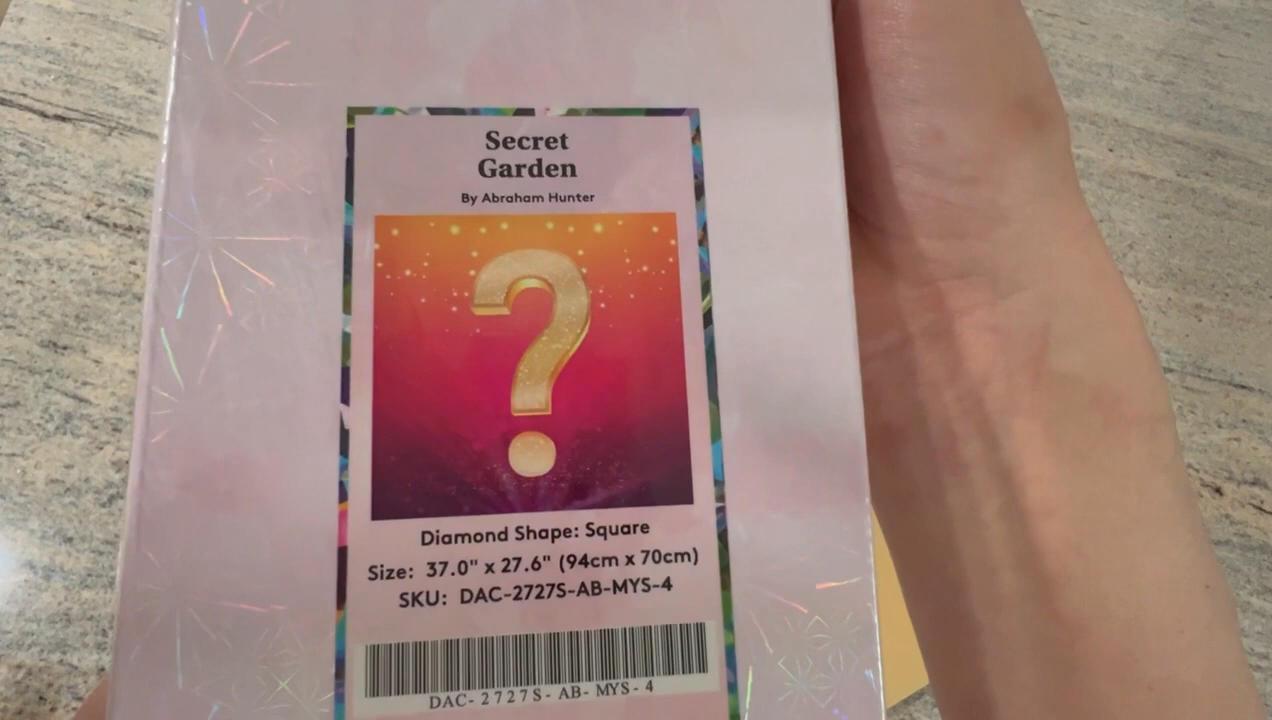 Secret
Garden
By Abraham Hunter
?
Diamond Shape: Square
Size: 37.0" x 27.6" (94cm x 70cm)
SKU: DAC-2727S-AB-MYS-4
DAC- 2727S- AB- MYS- 4